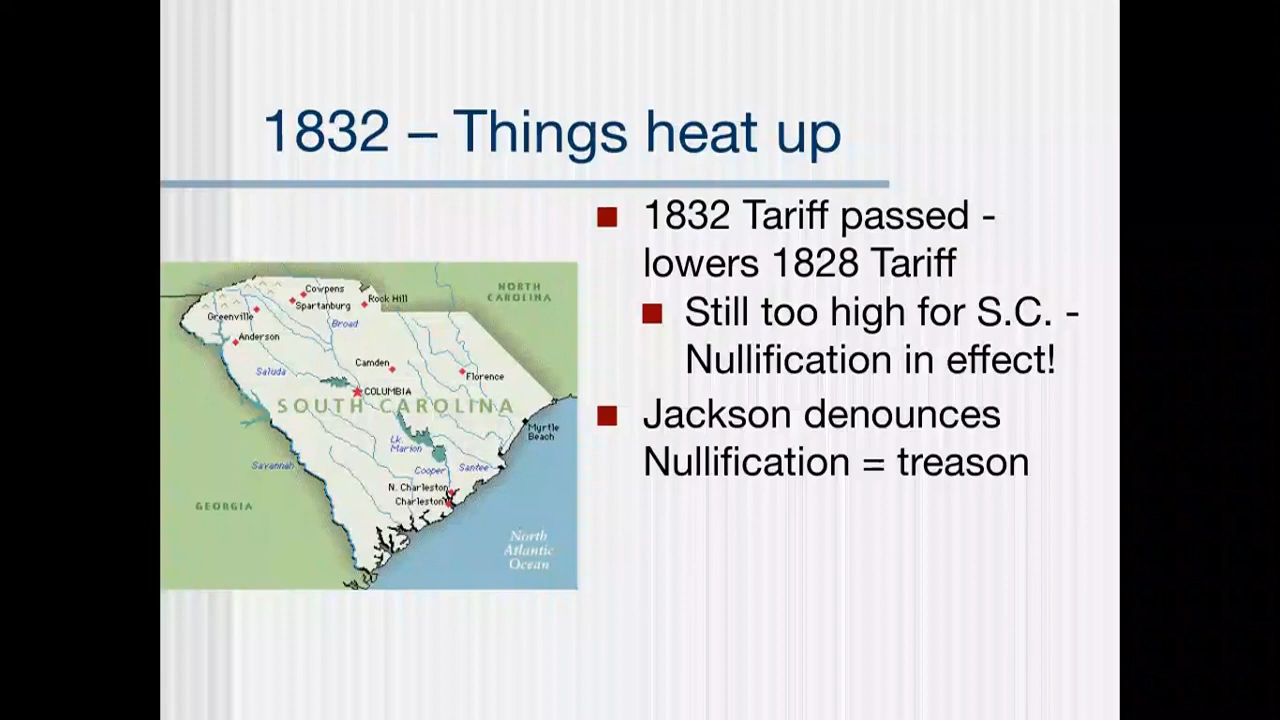 1832 – Things heat up
1832 Tariff passed -
lowers 1828 Tariff
Still too high for S.C. -
Nullification in effect!
Jackson denounces
Nullification = treason
NORTH
CAROLINA
Cowpens
Spartanburg
Rock Hill
Greenville
Broad
Anderson
Camden
Saluda
Florence
COLUMBIA
SOUTH CAROLINA
Myrtle
Beach
Lk.
Marion
Savannah
Cooper
Santee
N. Charleston
Charleston
GEORGIA
North
Atlantic
Ocean